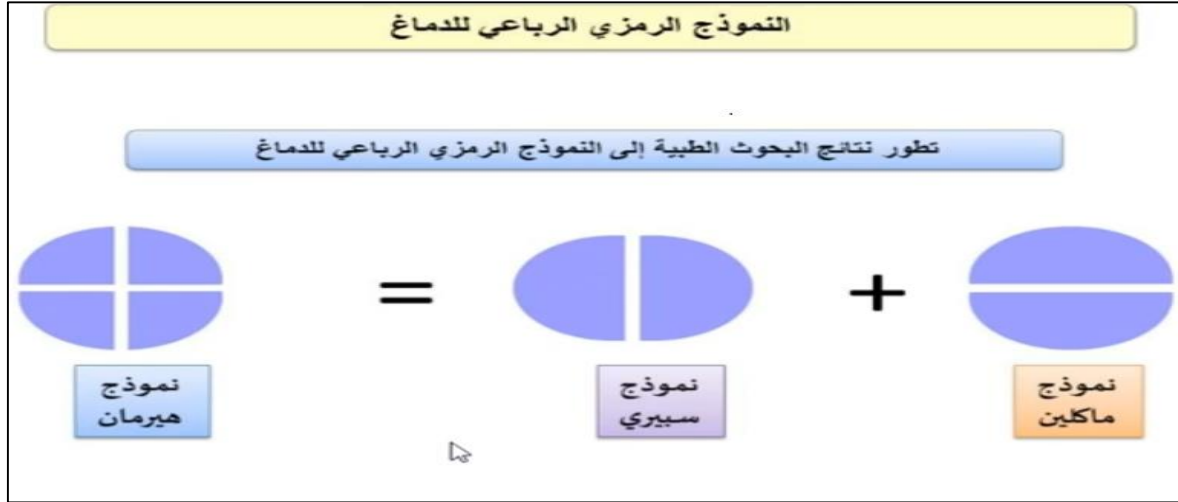 النموذج الرمزي الرباعي للدماغ
تطور نتائج البحوث الطبية إلى النموذج الرمزي الرباعي للدماغ
+
=
نموذج
ماكلين
نموذج
سبيري
نموذج
هيرمان